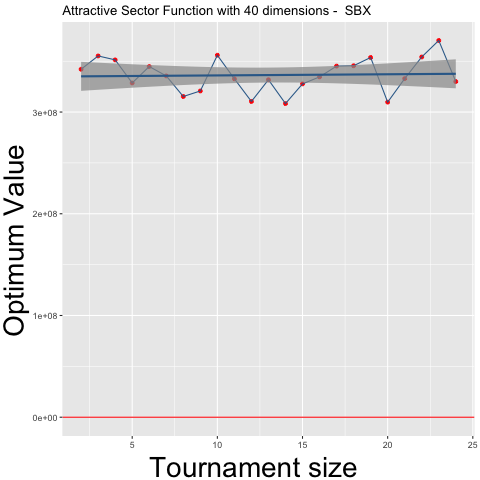 Attractive Sector Function with 40 dimensions -  SBX
Optimum Value
3e+08
2e+08
1e+08
0e+00
5 10 15 20 25
Tournament size